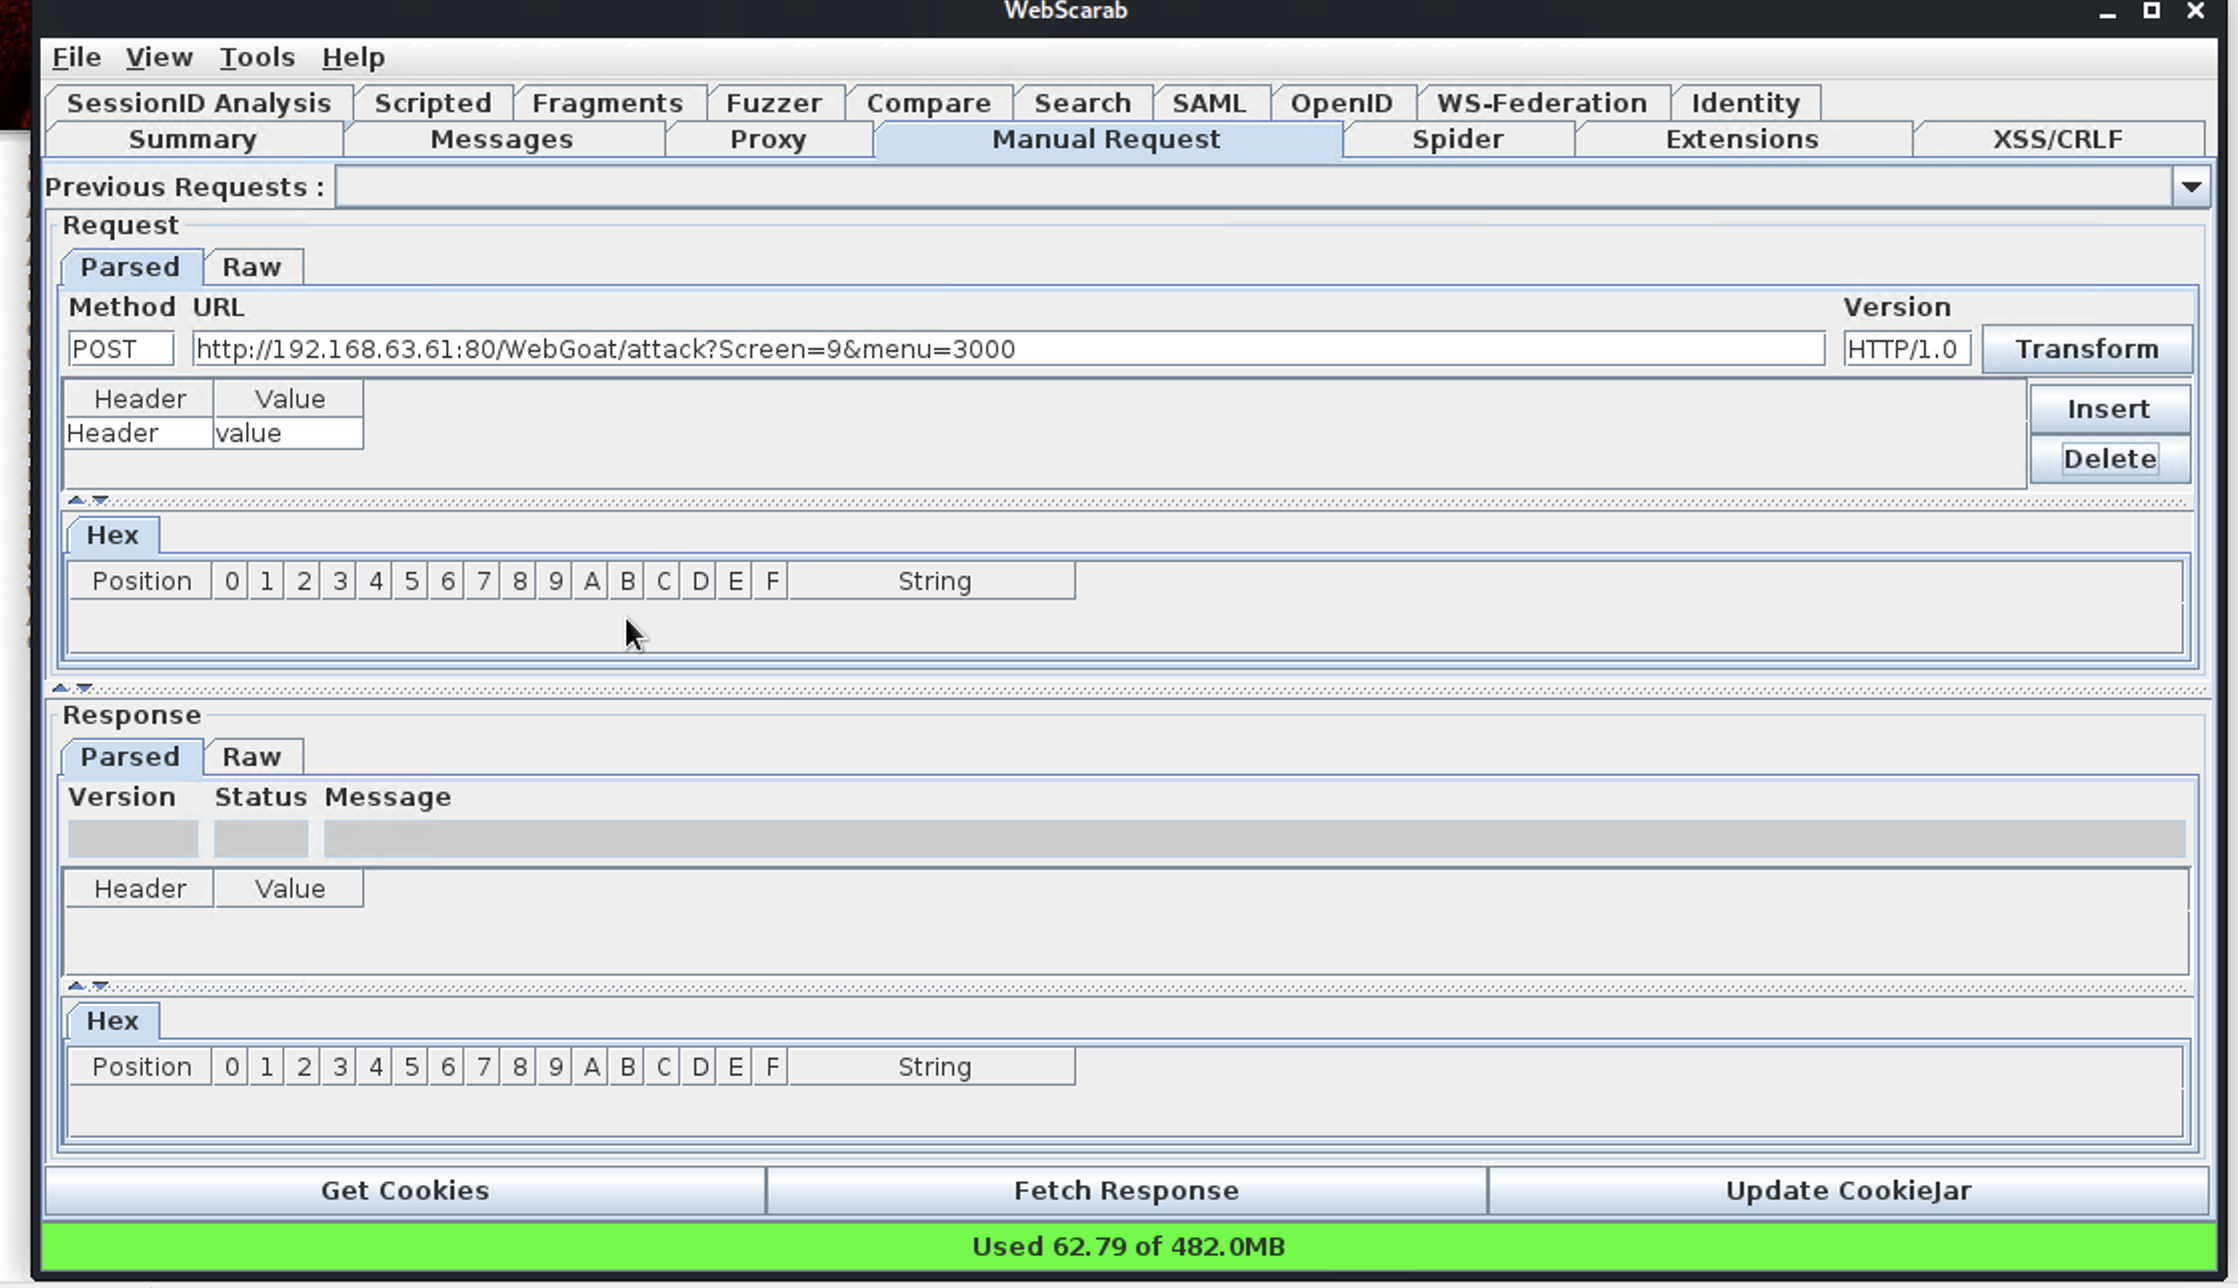 WebScarab
File View Tools Help
SessionID Analysis Scripted Fragments Fuzzer Compare Search SAML OpenID WS-Federation Identity
Summary Messages Proxy Manual Request Spider Extensions XSS/CRLF
Previous Requests :
Request
Parsed Raw
Method URL Version
POST http://192.168.63.61:80/WebGoat/attack?Screen=9&menu=3000 HTTP/1.0 Transform
Header Value Insert
Header value
Delete
Hex
Position 0 1 2 3 4 5 6 7 8 9 A B C D E F String
Response
Parsed Raw
Version Status Message
Header Value
Hex
Position 0 1 2 3 4 5 6 7 8 9 A B C D E F String
Get Cookies Fetch Response Update CookieJar
Used 62.79 of 482.0MB